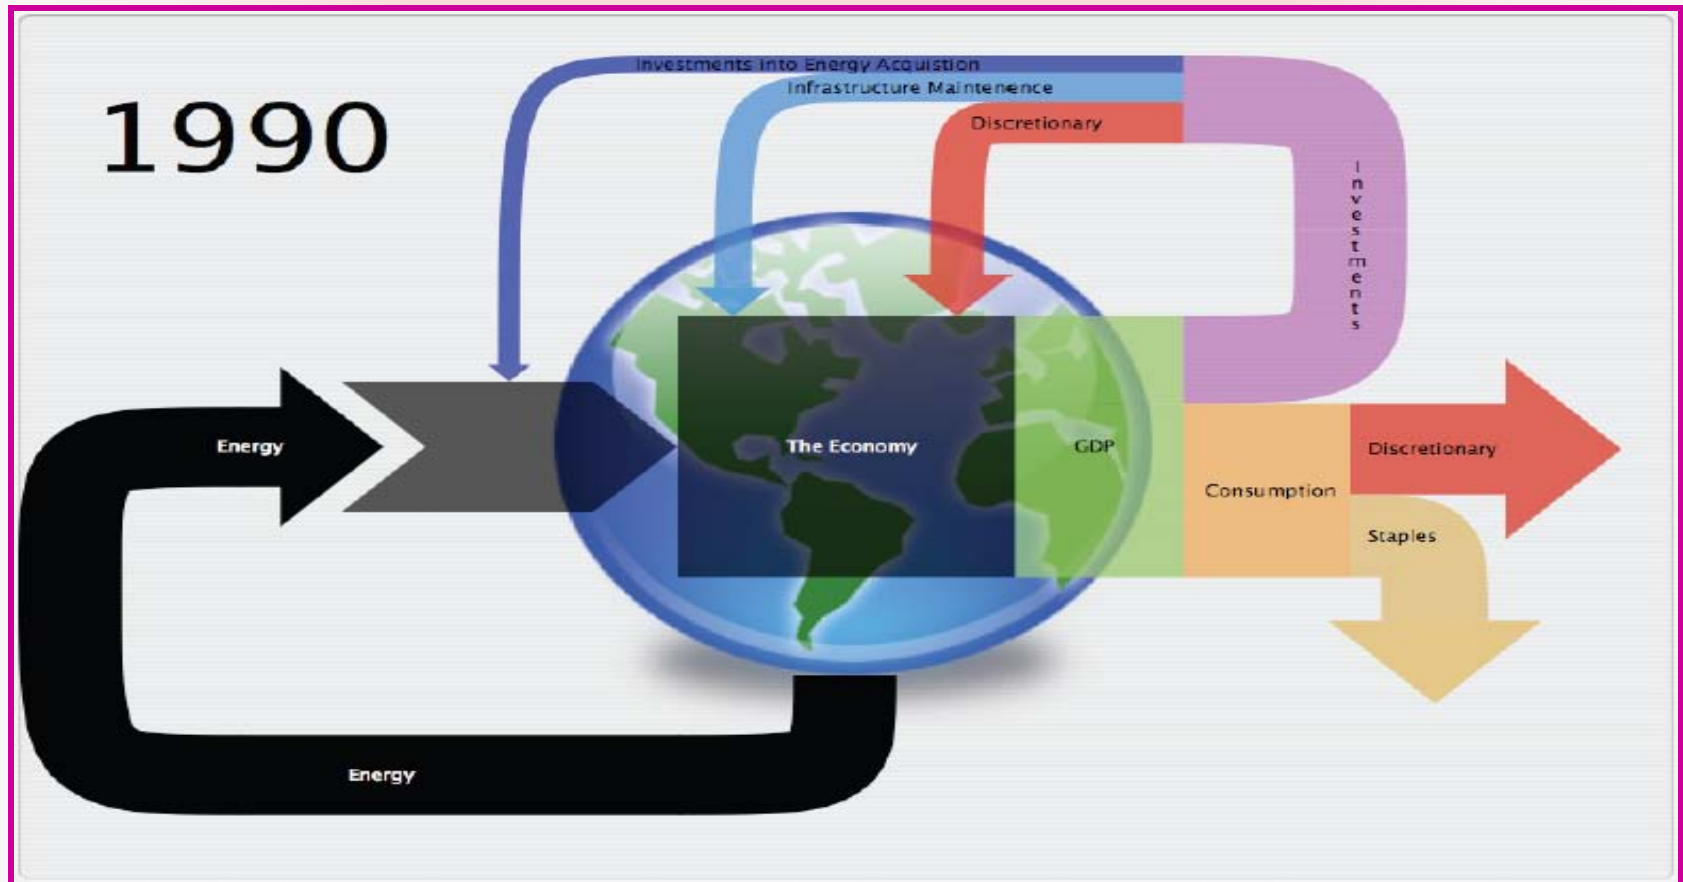 1990
Investments into Energy Acquistion
Infrastructure Maintenence
Discretionary
Investments
Energy
The Economy
GDP
Discretionary
Consumption
Staples
Energy